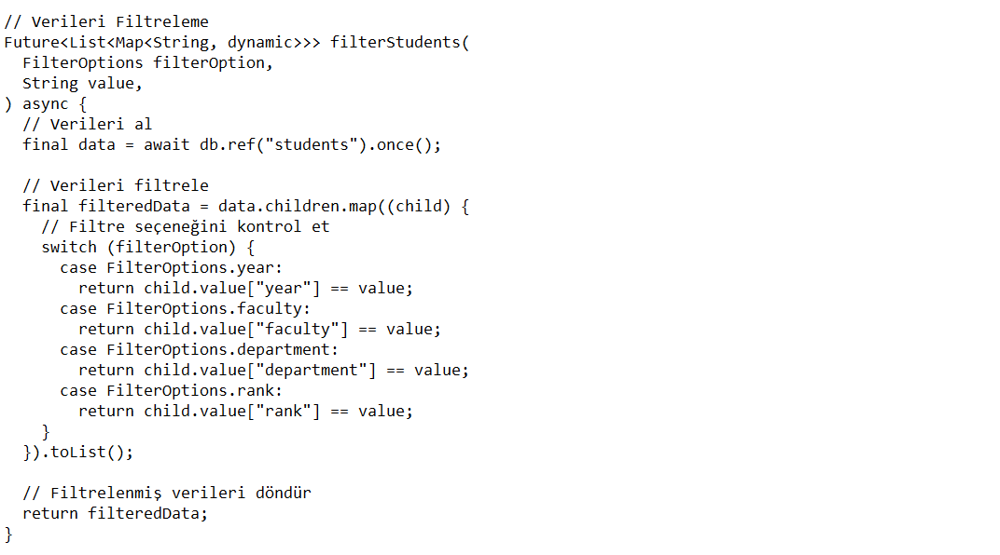 // Verileri Filtreleme
Future<List<Map<String, dynamic>>> filterStudents(
  FilterOptions filterOption,
  String value,
) async {
  // Verileri al
  final data = await db.ref("students").once();

  // Verileri filtrele
  final filteredData = data.children.map((child) {
    // Filtre seçeneğini kontrol et
    switch (filterOption) {
      case FilterOptions.year:
        return child.value["year"] == value;
      case FilterOptions.faculty:
        return child.value["faculty"] == value;
      case FilterOptions.department:
        return child.value["department"] == value;
      case FilterOptions.rank:
        return child.value["rank"] == value;
    }
  }).toList();

  // Filtrelenmiş verileri döndür
  return filteredData;
}